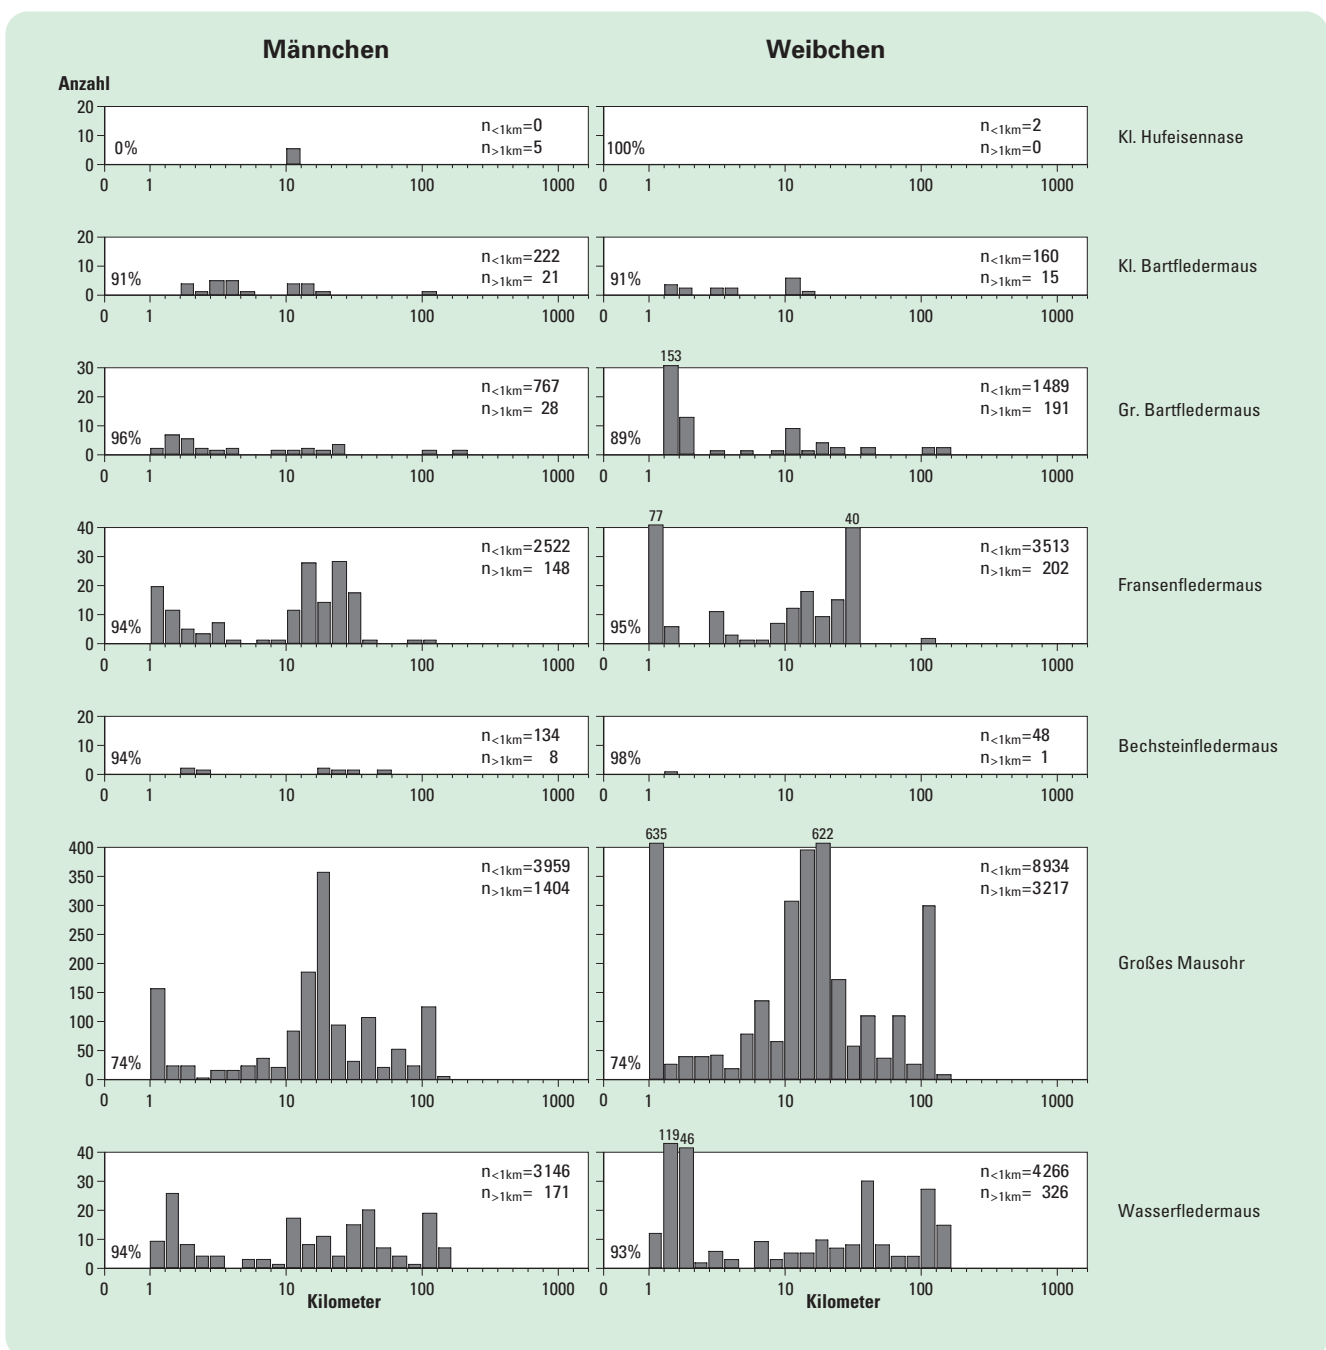 Männchen Weibchen
Anzahl
20
10
0
0%
n<1km=0
n>1km=5
0 1 10 100 1000
100%
n<1km=2
n>1km=0
0 1 10 100 1000
Kl. Hufeisennase
20
10
0
91%
n<1km=222
n>1km= 21
0 1 10 100 1000
91%
n<1km=160
n>1km= 15
0 1 10 100 1000
Kl. Bartfledermaus
30
20
10
0
96%
n<1km=767
n>1km= 28
0 1 10 100 1000
153
89%
n<1km=1489
n>1km= 191
0 1 10 100 1000
Gr. Bartfledermaus
40
30
20
10
0
94%
n<1km=2522
n>1km= 148
0 1 10 100 1000
77 40
95%
n<1km=3513
n>1km= 202
0 1 10 100 1000
Fransenfledermaus
20
10
0
94%
n<1km=134
n>1km= 8
0 1 10 100 1000
98%
n<1km=48
n>1km= 1
0 1 10 100 1000
Bechsteinfledermaus
400
350
300
250
200
150
100
50
0
74%
n<1km=3959
n>1km=1404
0 1 10 100 1000
635 622
74%
n<1km=8934
n>1km=3217
0 1 10 100 1000
Großes Mausohr
40
30
20
10
0
94%
n<1km=3146
n>1km= 171
0 1 10 100 1000
Kilometer
119 46
93%
n<1km=4266
n>1km= 326
0 1 10 100 1000
Kilometer
Wasserfledermaus